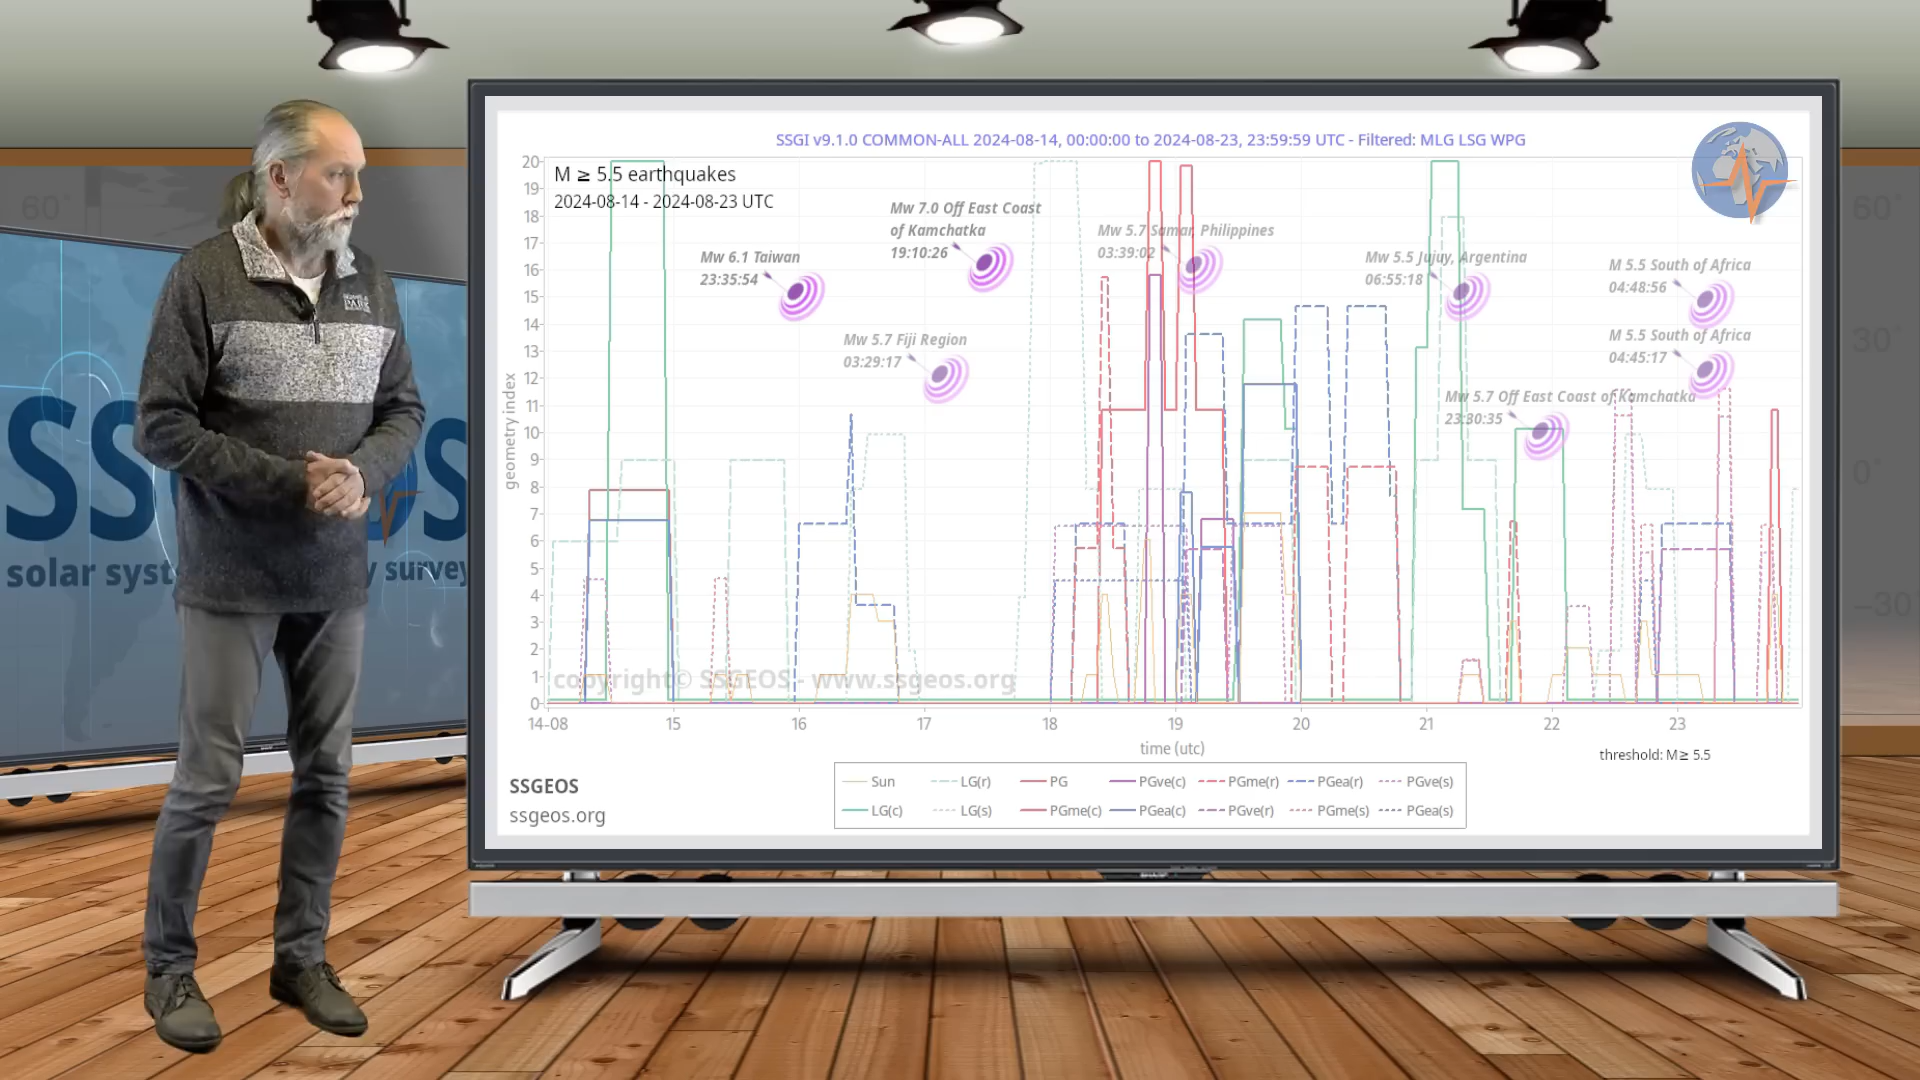 SSGI v9.1.0 COMMON-ALL 2024-08-14, 00:00:00 to 2024-08-23, 23:59:59 UTC - Filtered: MLG LSG WPG
M ≥ 5.5 earthquakes
2024-08-14 - 2024-08-23 UTC
Mw 6.1 Taiwan
23:35:54
Mw 7.0 Off East Coast
of Kamchatka
19:10:26
Mw 5.7 Fiji Region
03:29:17
Mw 5.7 Samar, Philippines
03:39:02
Mw 5.5 Jujuy, Argentina
06:55:18
M 5.5 South of Africa
04:48:56
M 5.5 South of Africa
04:45:17
Mw 5.7 Off East Coast of Kamchatka
23:30:35
geometry index
20
19
18
17
16
15
14
13
12
11
10
9
8
7
6
5
4
3
2
1
0
copyright© SSGEOS - www.ssgeos.org
14-08 15 16 17 18 19 20 21 22 23
time (utc)
threshold: M≥ 5.5
Sun LG(r) PG PGve(c) PGme(r) PGea(r) PGve(s)
LG(c) LG(s) PGme(c) PGea(c) PGve(r) PGme(s) PGea(s)
SSGEOS
ssgeos.org
60°
60°
30°
0°
−30°
solar syst
y survey